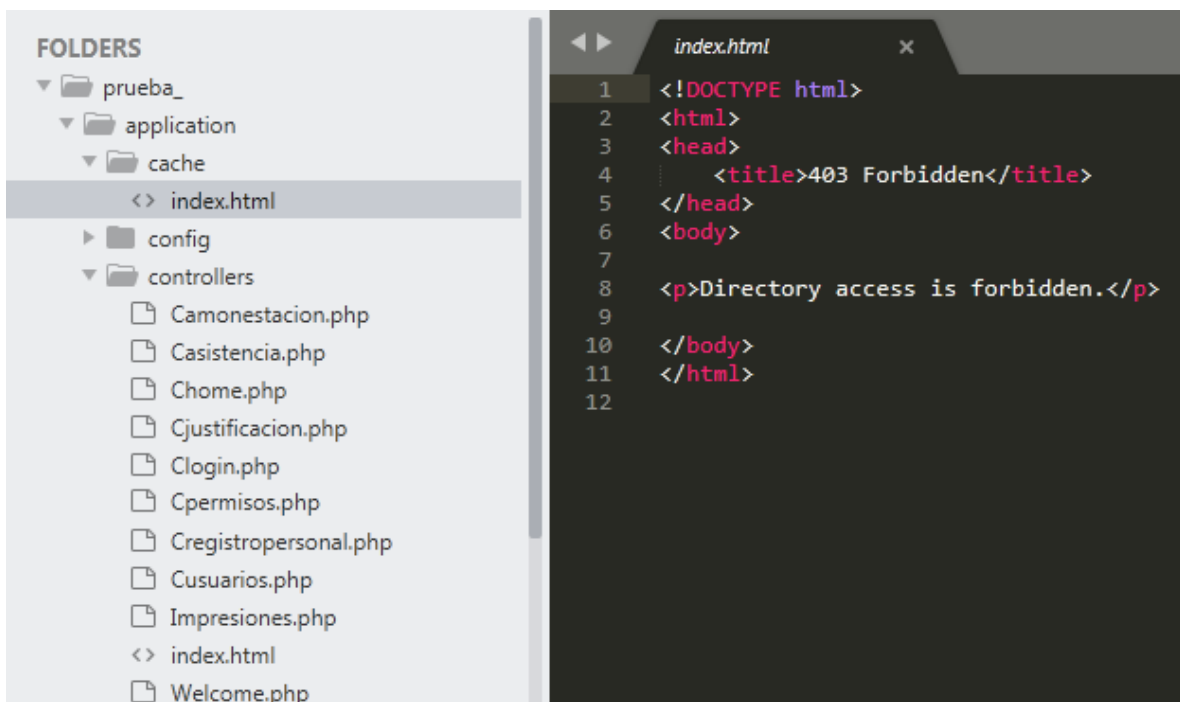 FOLDERS
prueba_
application
cache
index.html
config
controllers
Camonestacion.php
Casistencia.php
Chome.php
Cjustificacion.php
Clogin.php
Cpermisos.php
Cregistropersonal.php
Cusuarios.php
Impresiones.php
index.html
Welcome.php
index.html ×
1 <!DOCTYPE html>
2 <html>
3 <head>
4     <title>403 Forbidden</title>
5 </head>
6 <body>
7
8 <p>Directory access is forbidden.</p>
9
10 </body>
11 </html>
12